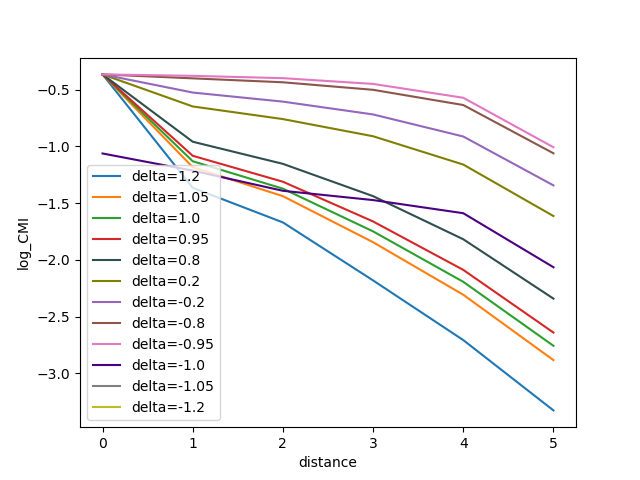 −0.5
−1.0
−1.5
−2.0
−2.5
−3.0
log_CMI
delta=1.2
delta=1.05
delta=1.0
delta=0.95
delta=0.8
delta=0.2
delta=-0.2
delta=-0.8
delta=-0.95
delta=-1.0
delta=-1.05
delta=-1.2
0 1 2 3 4 5
distance